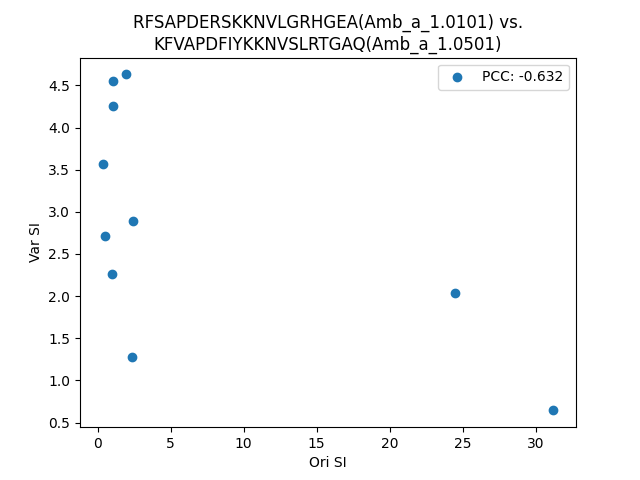 RFSAPDERSKKNVLGRHGEA(Amb_a_1.0101) vs.
KFVAPDFIYKKNVSLRTGAQ(Amb_a_1.0501)
PCC: -0.632
4.5
4.0
3.5
3.0
2.5
2.0
1.5
1.0
0.5
Var SI
0 5 10 15 20 25 30
Ori SI